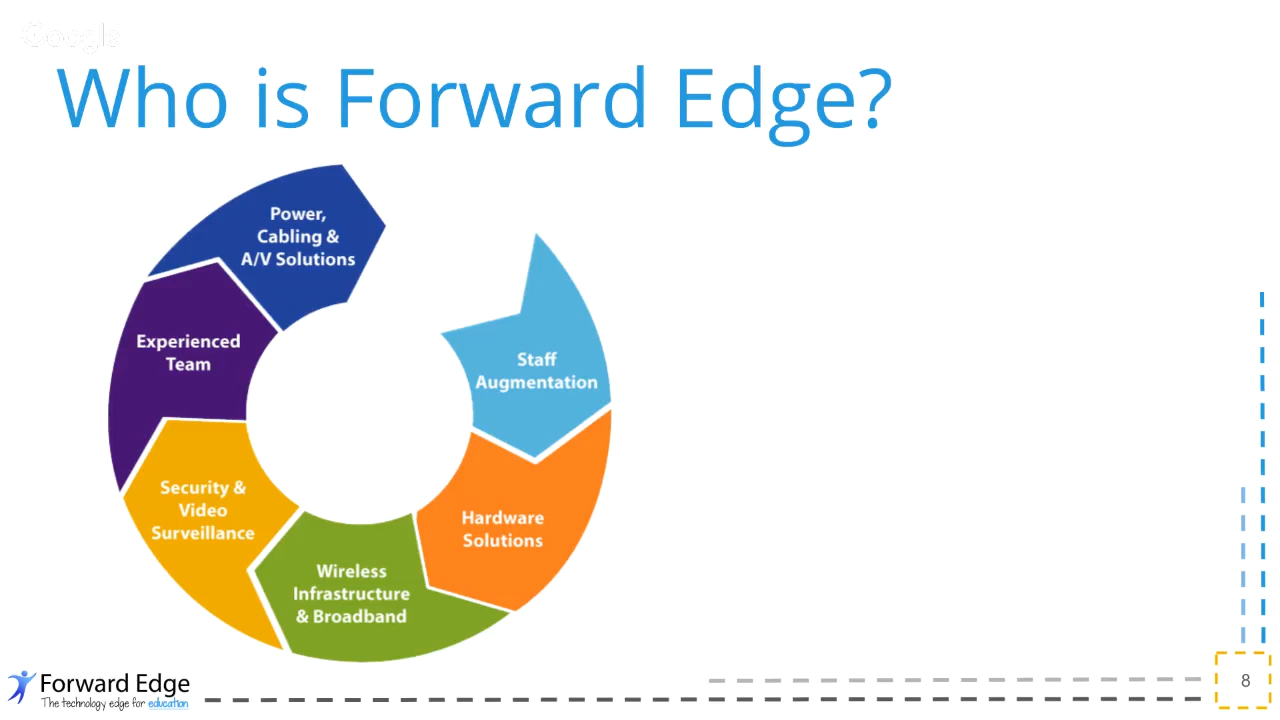 Google
Who is Forward Edge?
Power,
Cabling &
A/V Solutions
Experienced
Team
Staff
Augmentation
Security &
Video
Surveillance
Hardware
Solutions
Wireless
Infrastructure
& Broadband
Forward Edge
The technology edge for education
8